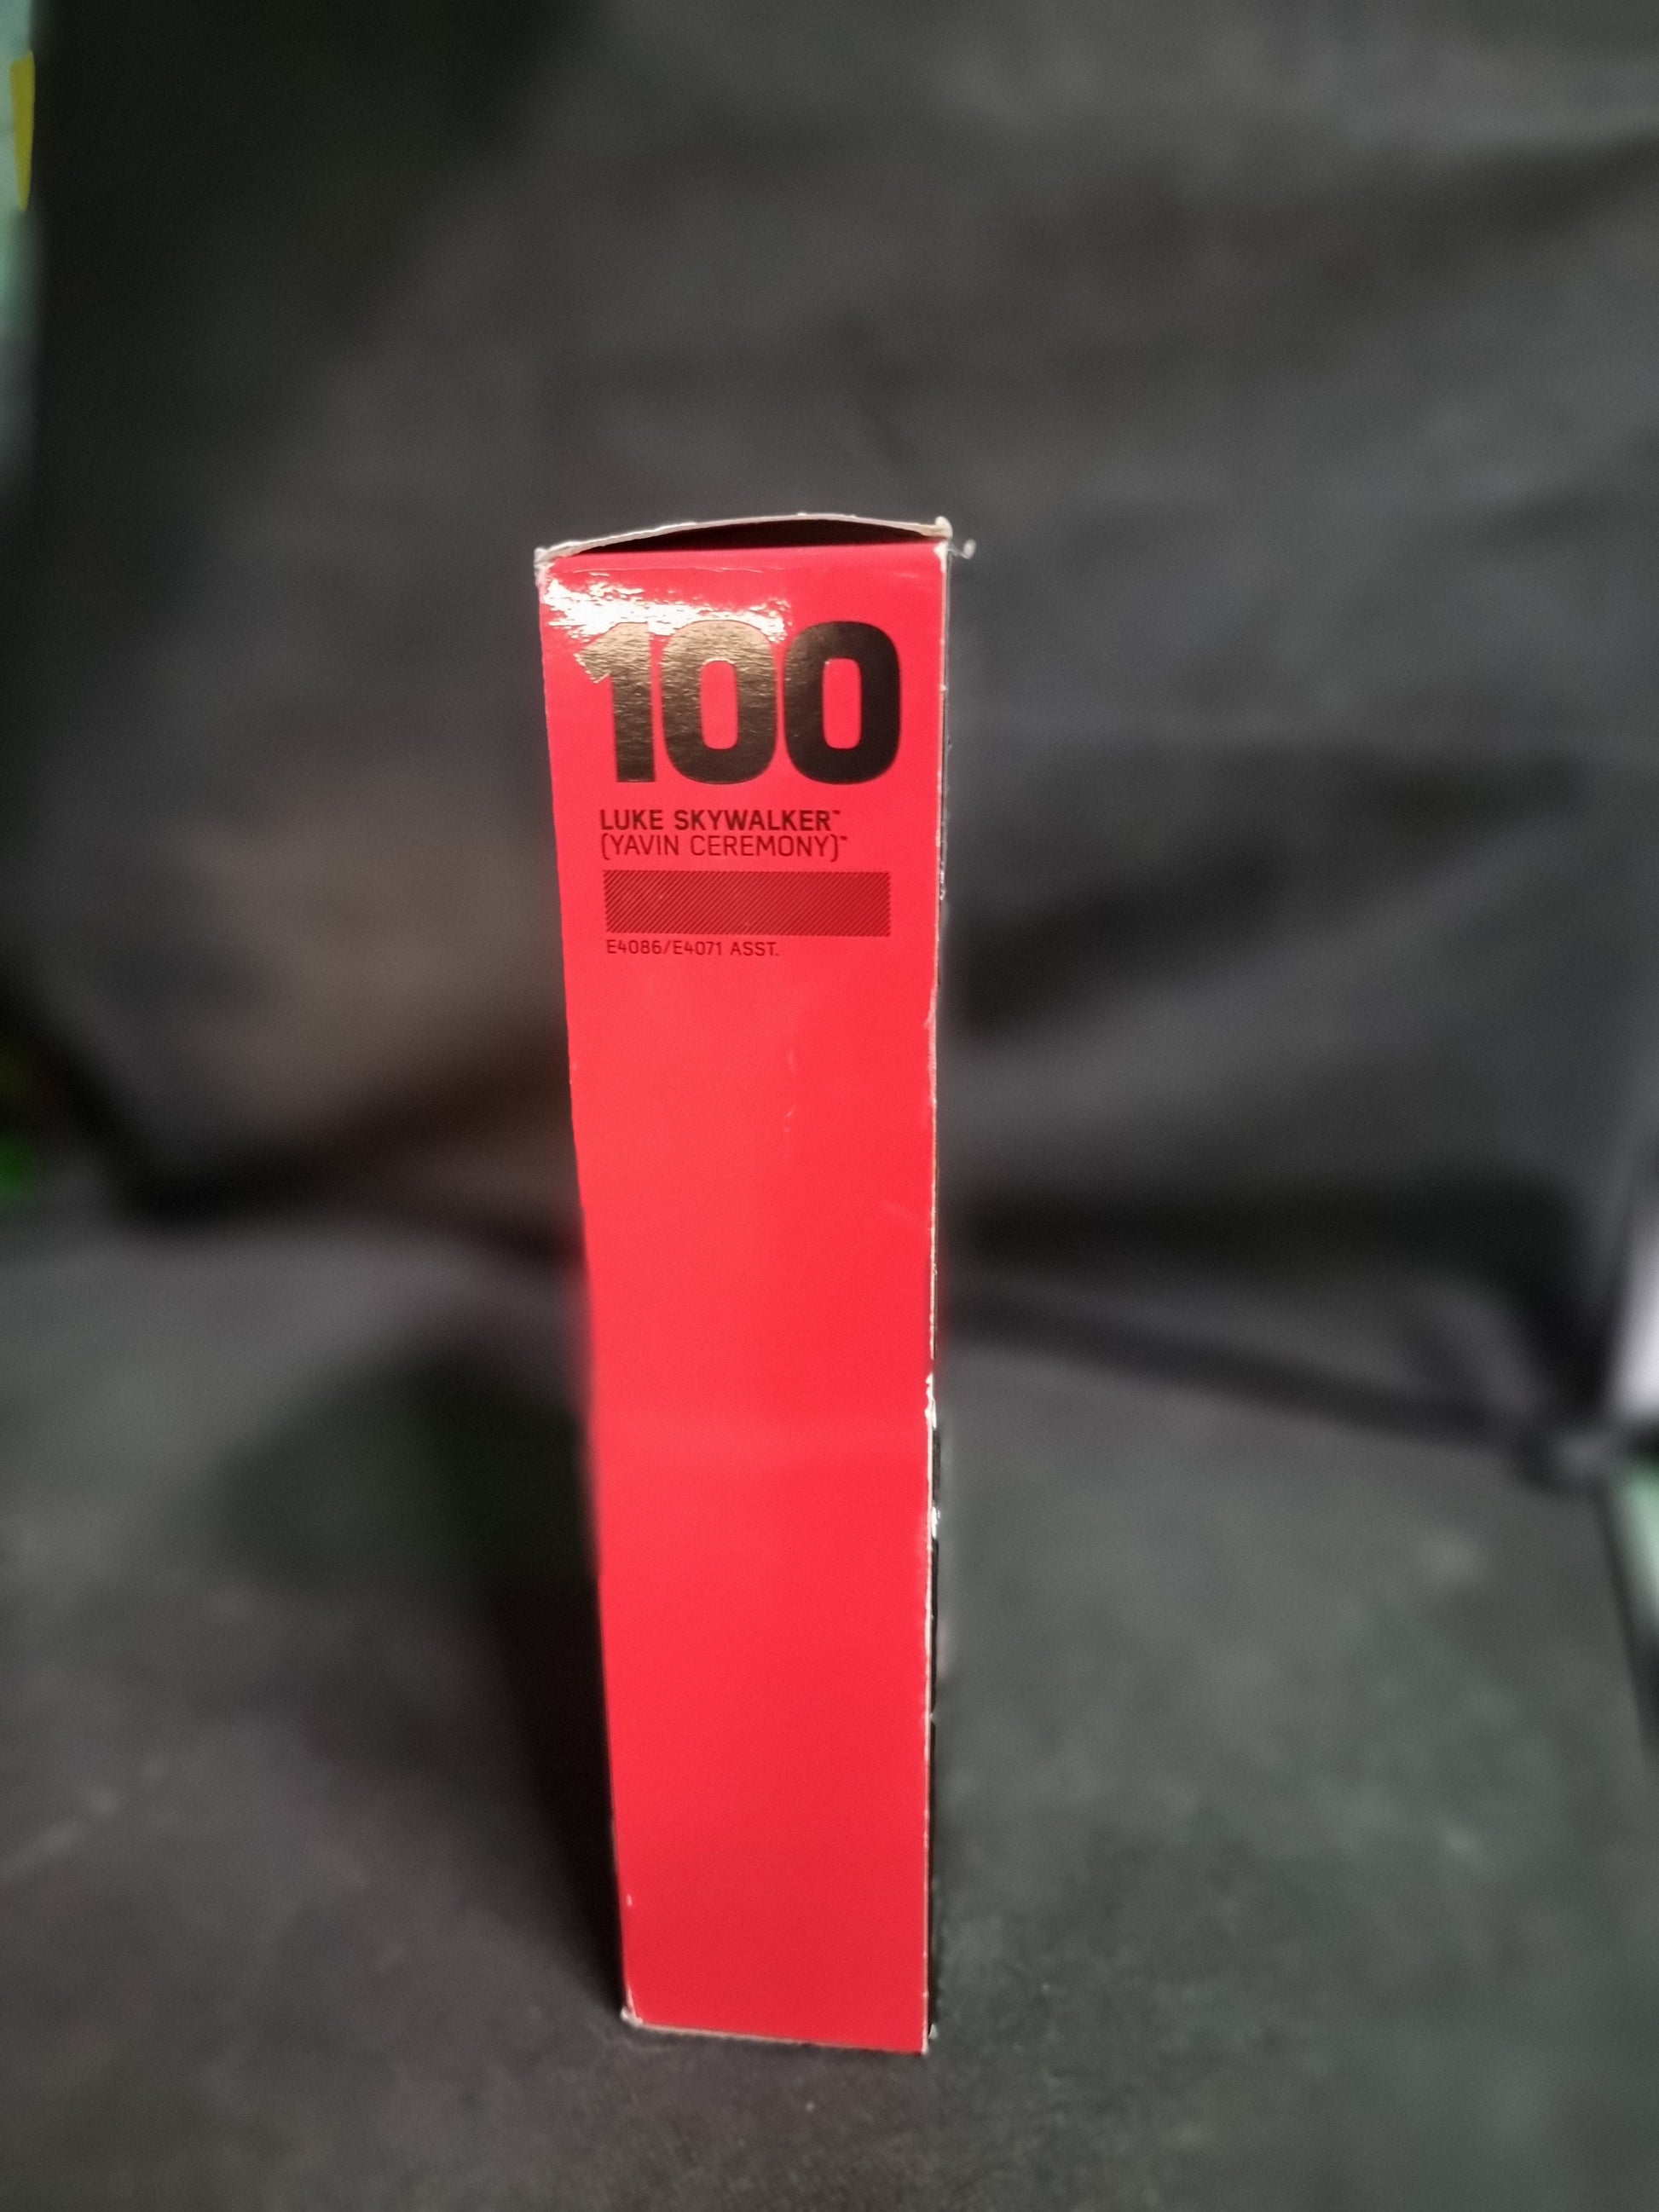 100
LUKE SKYWALKER™
(YAVIN CEREMONY)™
E4086/E4071 ASST.